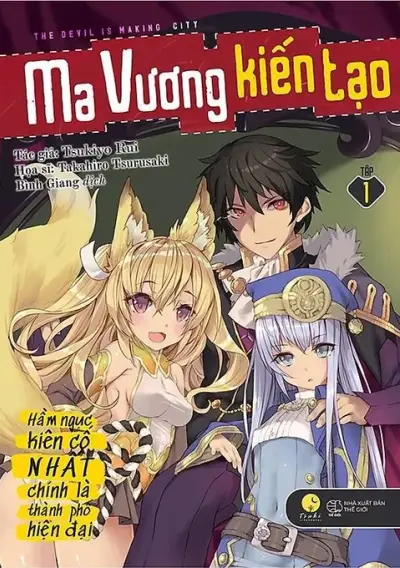 THE DEVIL IS MAKING CITY
Ma Vương kiến tạo
Tác giả: Tsukiyo Rui
Họa sĩ: Takahiro Tsurusaki
Bình Giang dịch
TẬP
1
Hầm ngục
kiên cố
NHẤT
chính là
thành phố
hiện đại
Tsuki
NHÀ XUẤT BẢN
THẾ GIỚI